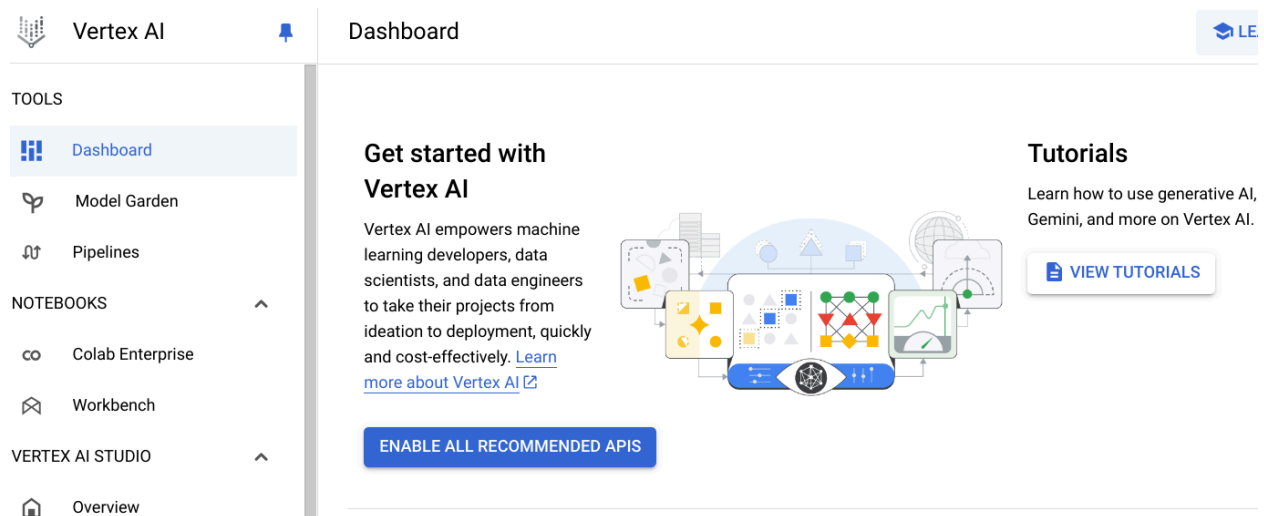 Vertex AI
Dashboard
TOOLS
Dashboard
Model Garden
Pipelines
NOTEBOOKS
Colab Enterprise
Workbench
VERTEX AI STUDIO
Overview
Get started with
Vertex AI
Vertex AI empowers machine
learning developers, data
scientists, and data engineers
to take their projects from
ideation to deployment, quickly
and cost-effectively. Learn
more about Vertex AI
ENABLE ALL RECOMMENDED APIS
Tutorials
Learn how to use generative AI,
Gemini, and more on Vertex AI.
VIEW TUTORIALS